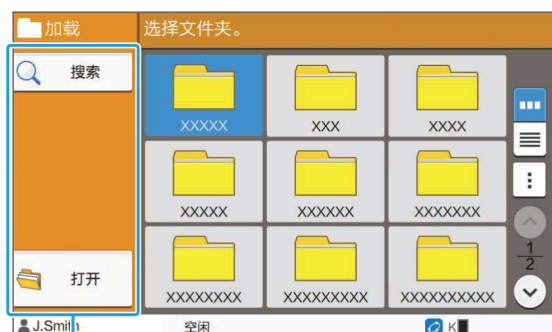 加载
选择文件夹。
搜索
打开
XXXXX
XXX
XXXX
XXXXX
XXXXXX
XXXXXXX
XXXXXXXX
XXXXXXXXX
XXXXXXXXXX
1
2
J.Smith
空闲
K